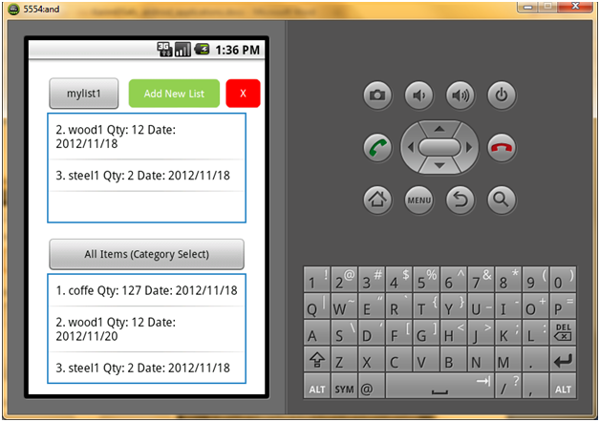 5554:and
3G
1:36 PM
mylist1
Add New List
X
2. wood1 Qty: 12 Date:
2012/11/18
3. steel1 Qty: 2 Date: 2012/11/18
All Items (Category Select)
1. coffe Qty: 127 Date: 2012/11/18
2. wood1 Qty: 12 Date:
2012/11/20
3. steel1 Qty: 2 Date: 2012/11/18
MENU
1 ! 2 @ 3 # 4 $ 5 % 6 ^ 7 & 8 * 9 ( 0 )
Q | W ~ E “ R ` T { Y } U _ I - O + P =
A S \ D ' F [ G ] H < J > K ; L : DEL
Z X C V B N M .
ALT SYM @ / ? , ALT